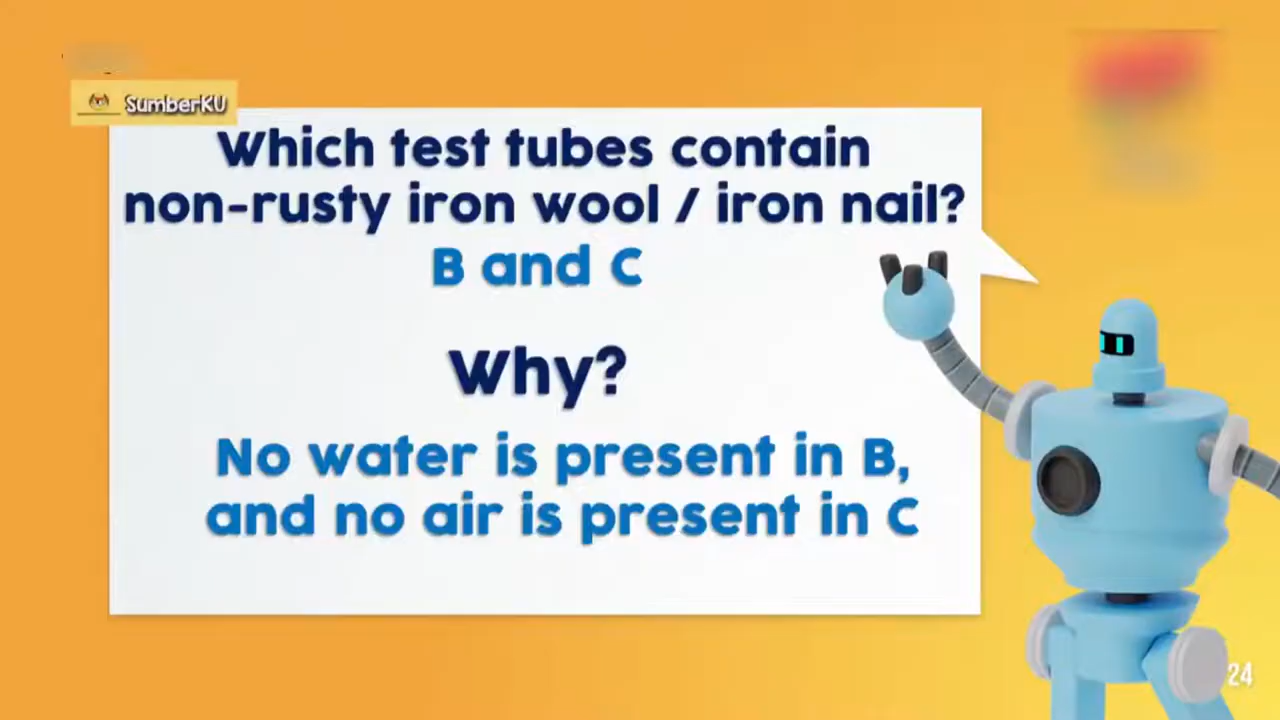 SumberKU
Which test tubes contain
non-rusty iron wool / iron nail?
B and C
Why?
No water is present in B,
and no air is present in C
24